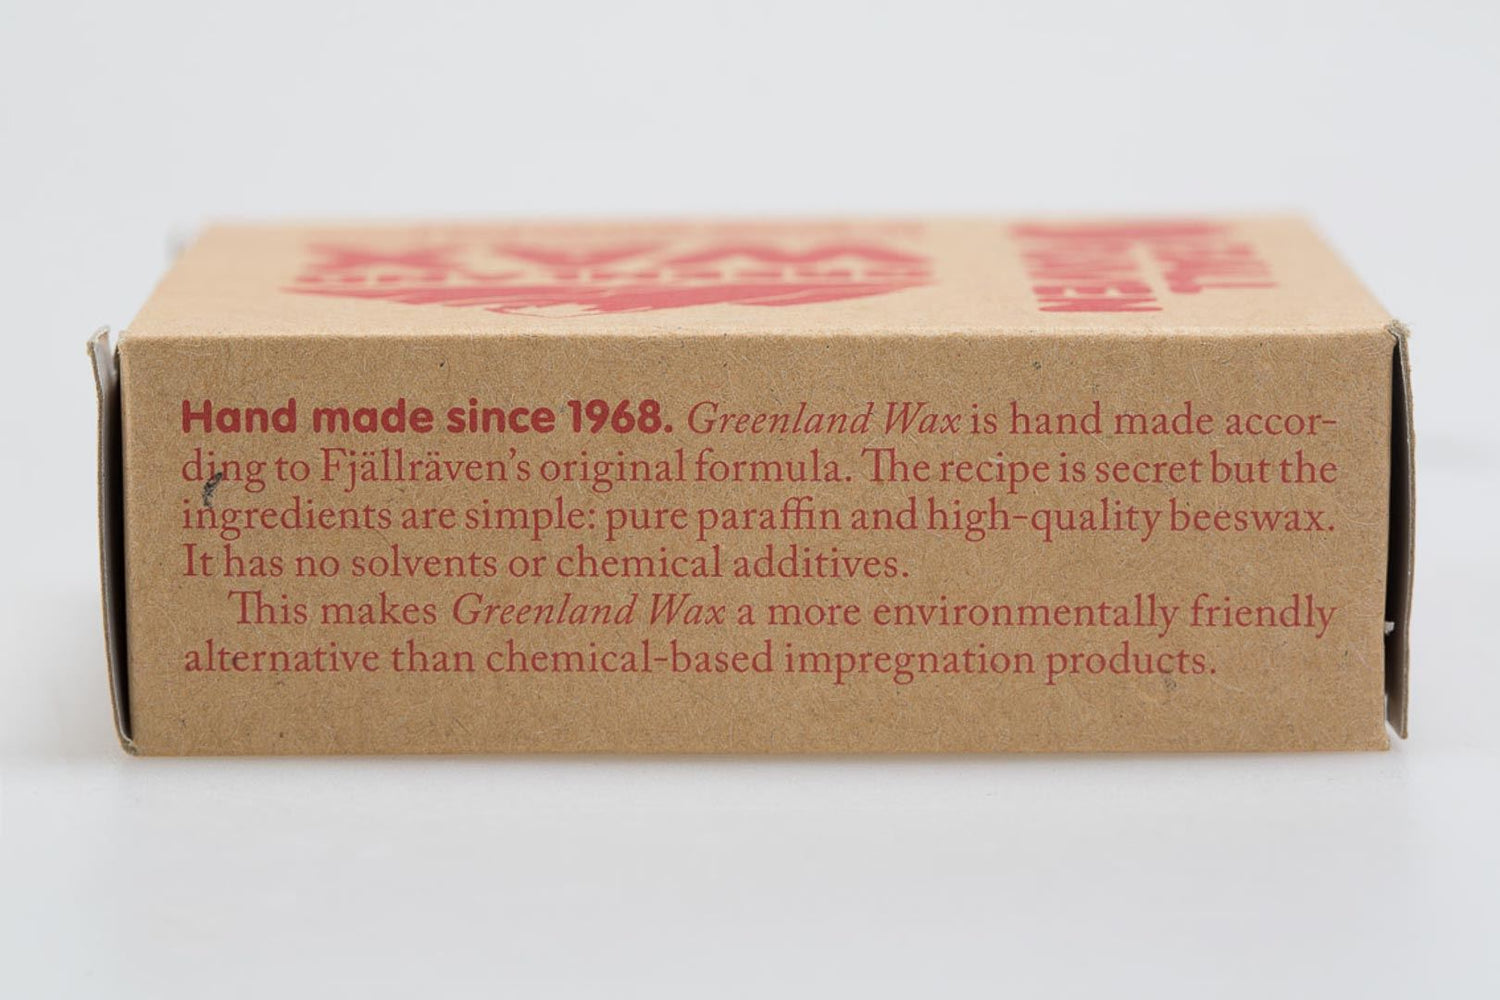 WAX
Hand made since 1968. Greenland Wax is hand made accor-
ding to Fjällräven's original formula. The recipe is secret but the
ingredients are simple: pure paraffin and high-quality beeswax.
It has no solvents or chemical additives.
This makes Greenland Wax a more environmentally friendly
alternative than chemical-based impregnation products.